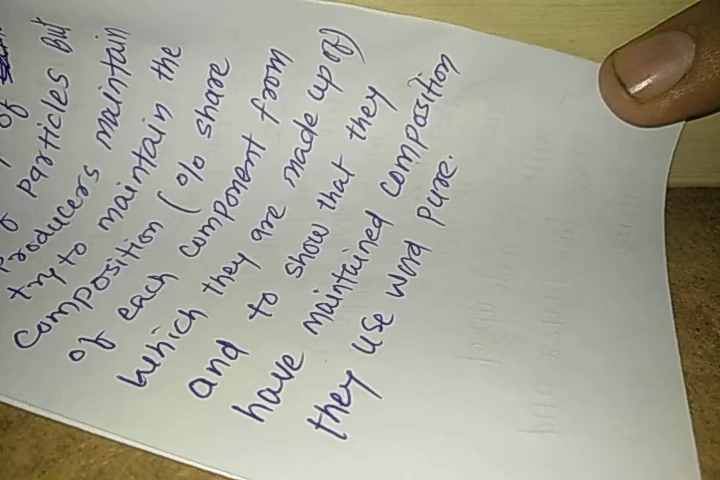 of
particles But
producers maintain
try to maintain the
composition ( % share
of each component from
which they are made up of)
and to show that they
have maintained composition
they use word pure.